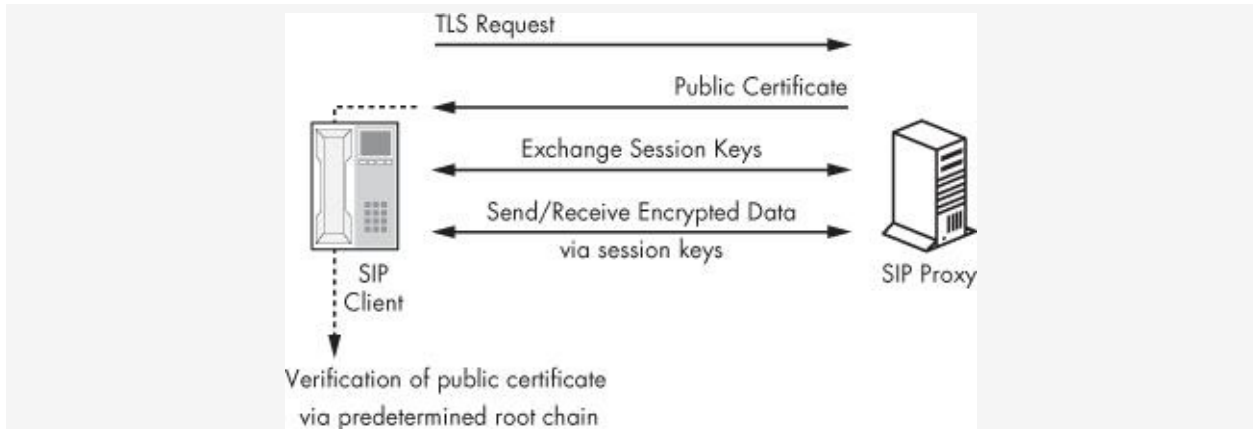 TLS Request
Public Certificate
Exchange Session Keys
Send/Receive Encrypted Data
via session keys
SIP
Client
SIP Proxy
Verification of public certificate
via predetermined root chain